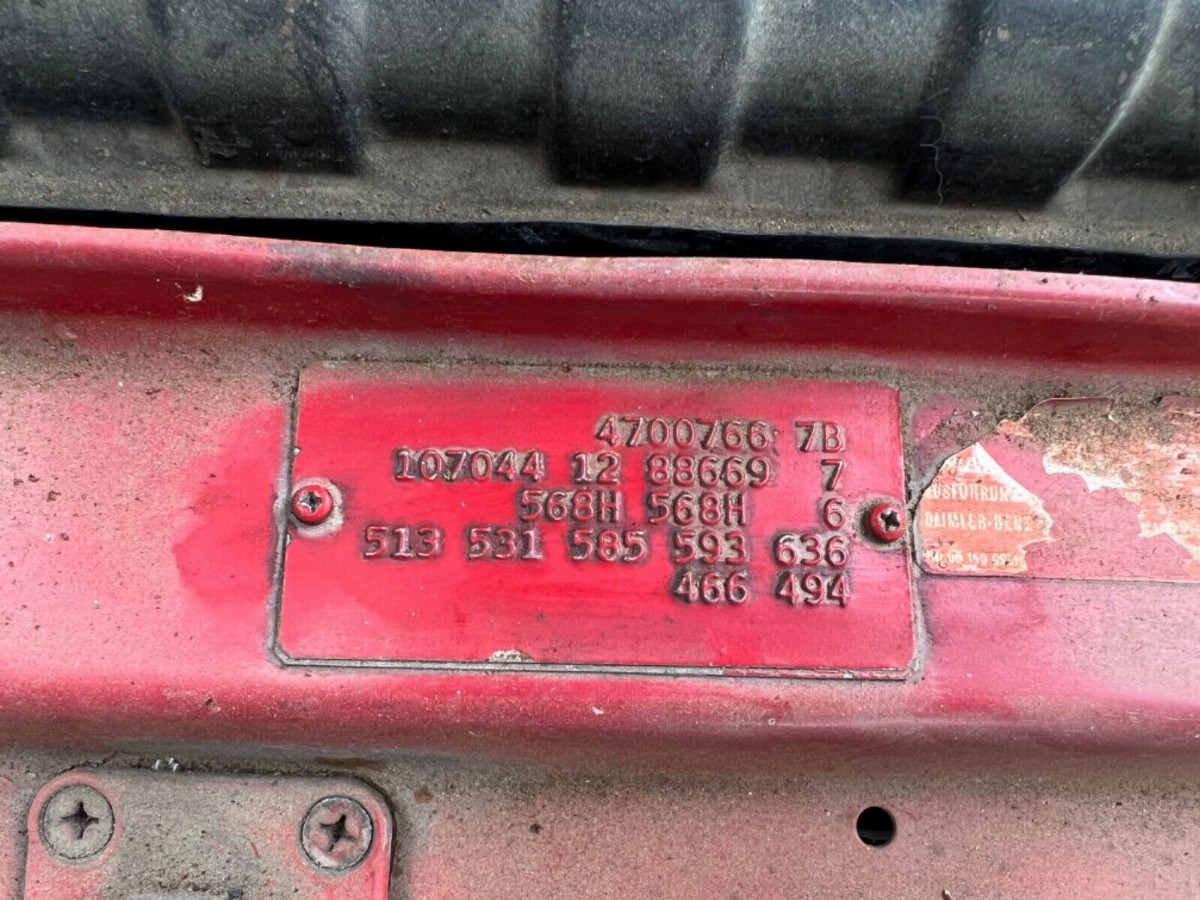 4700766 7B
107044 12 88669 7
568H 568H 6
513 531 585 593 636
466 494
DAIMLER-BENZ